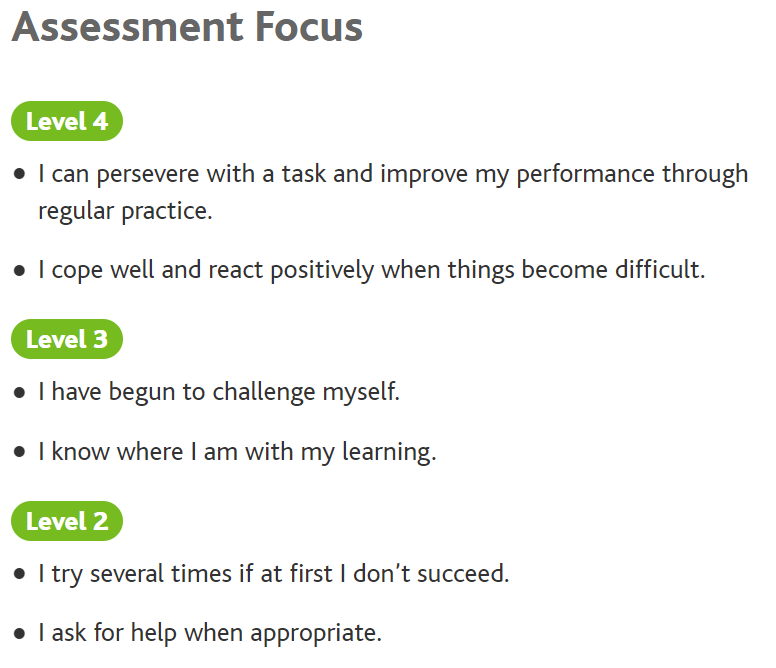 Assessment Focus
Level 4
• I can persevere with a task and improve my performance through
regular practice.
• I cope well and react positively when things become difficult.
Level 3
• I have begun to challenge myself.
• I know where I am with my learning.
Level 2
• I try several times if at first I don’t succeed.
• I ask for help when appropriate.